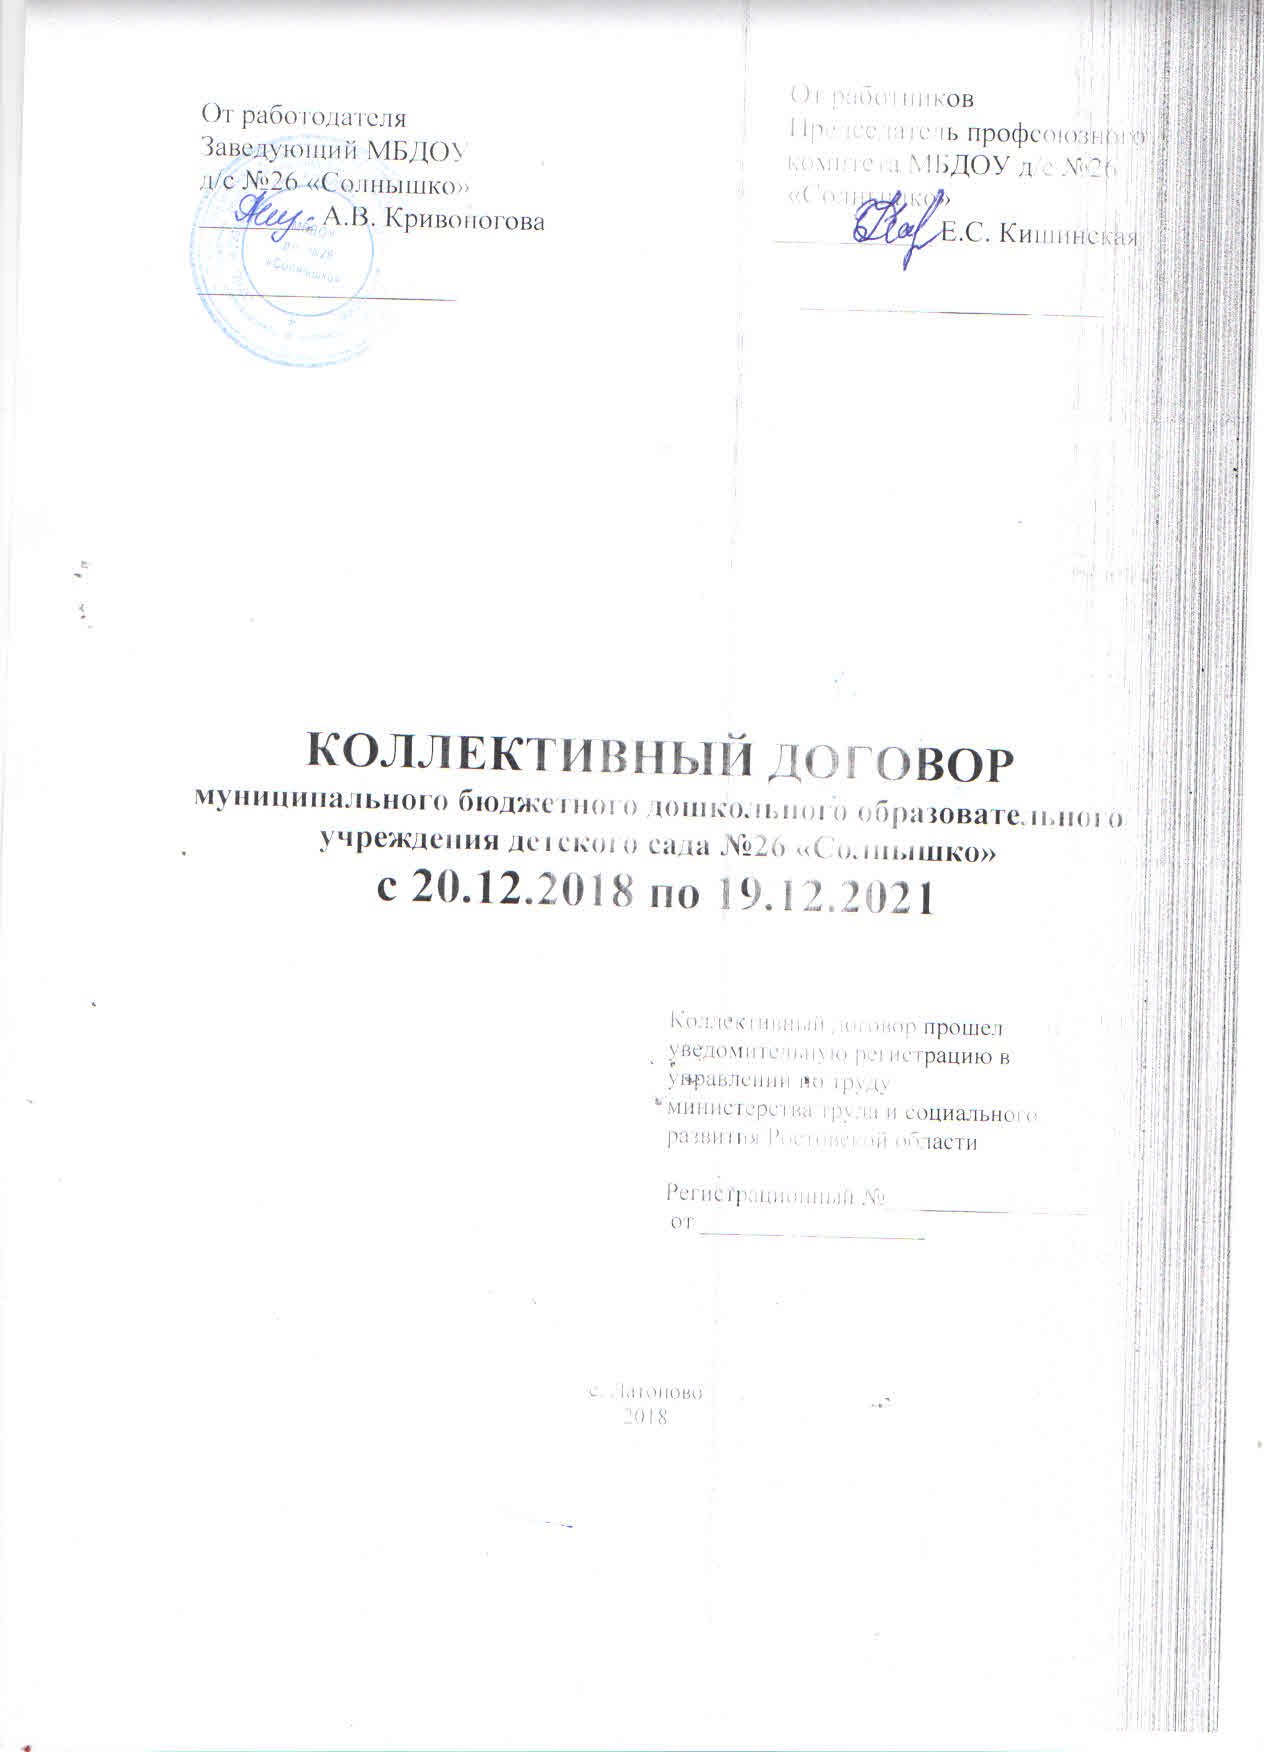 От работодателя
Заведующий МБДОУ
д/с №26 «Солнышко»
А.В. Кривоногова
От работников
Председатель профсоюзного
комитета МБДОУ д/с №26
«Солнышко»
Е.С. Кишинская
КОЛЛЕКТИВНЫЙ ДОГОВОР
муниципального бюджетного дошкольного образовательного
учреждения детского сада №26 «Солнышко»
с 20.12.2018 по 19.12.2021
Коллективный договор прошел
уведомительную регистрацию в
управлении по труду
министерства труда и социального
развития Ростовской области
Регистрационный №
от
с. Латоново
2018